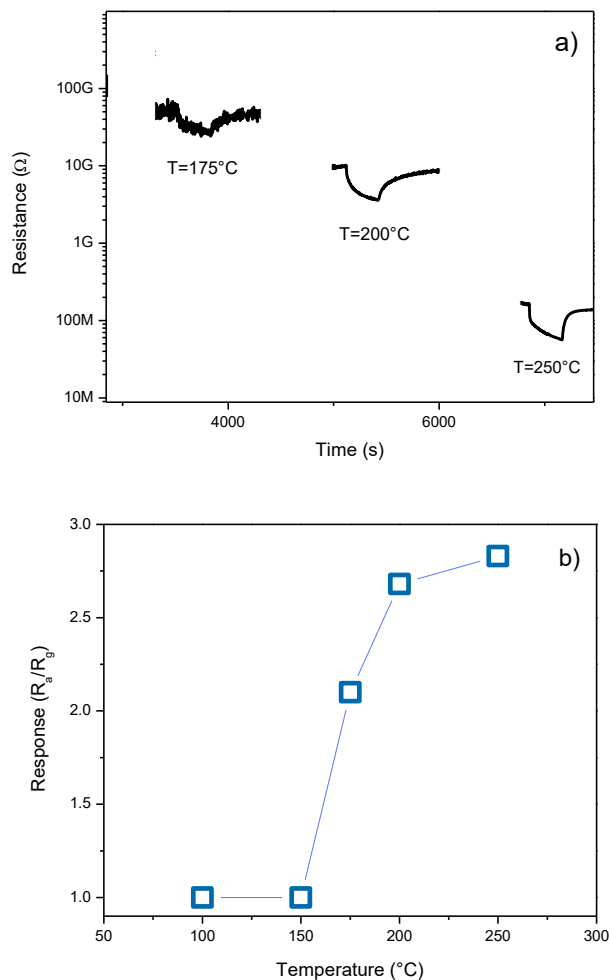 a)
100G
10G
1G
100M
10M
Resistance (Ω)
T=175°C
T=200°C
T=250°C
4000
6000
Time (s)
b)
3.0
2.5
2.0
1.5
1.0
Response (Ra/Rg)
50
100
150
200
250
300
Temperature (°C)